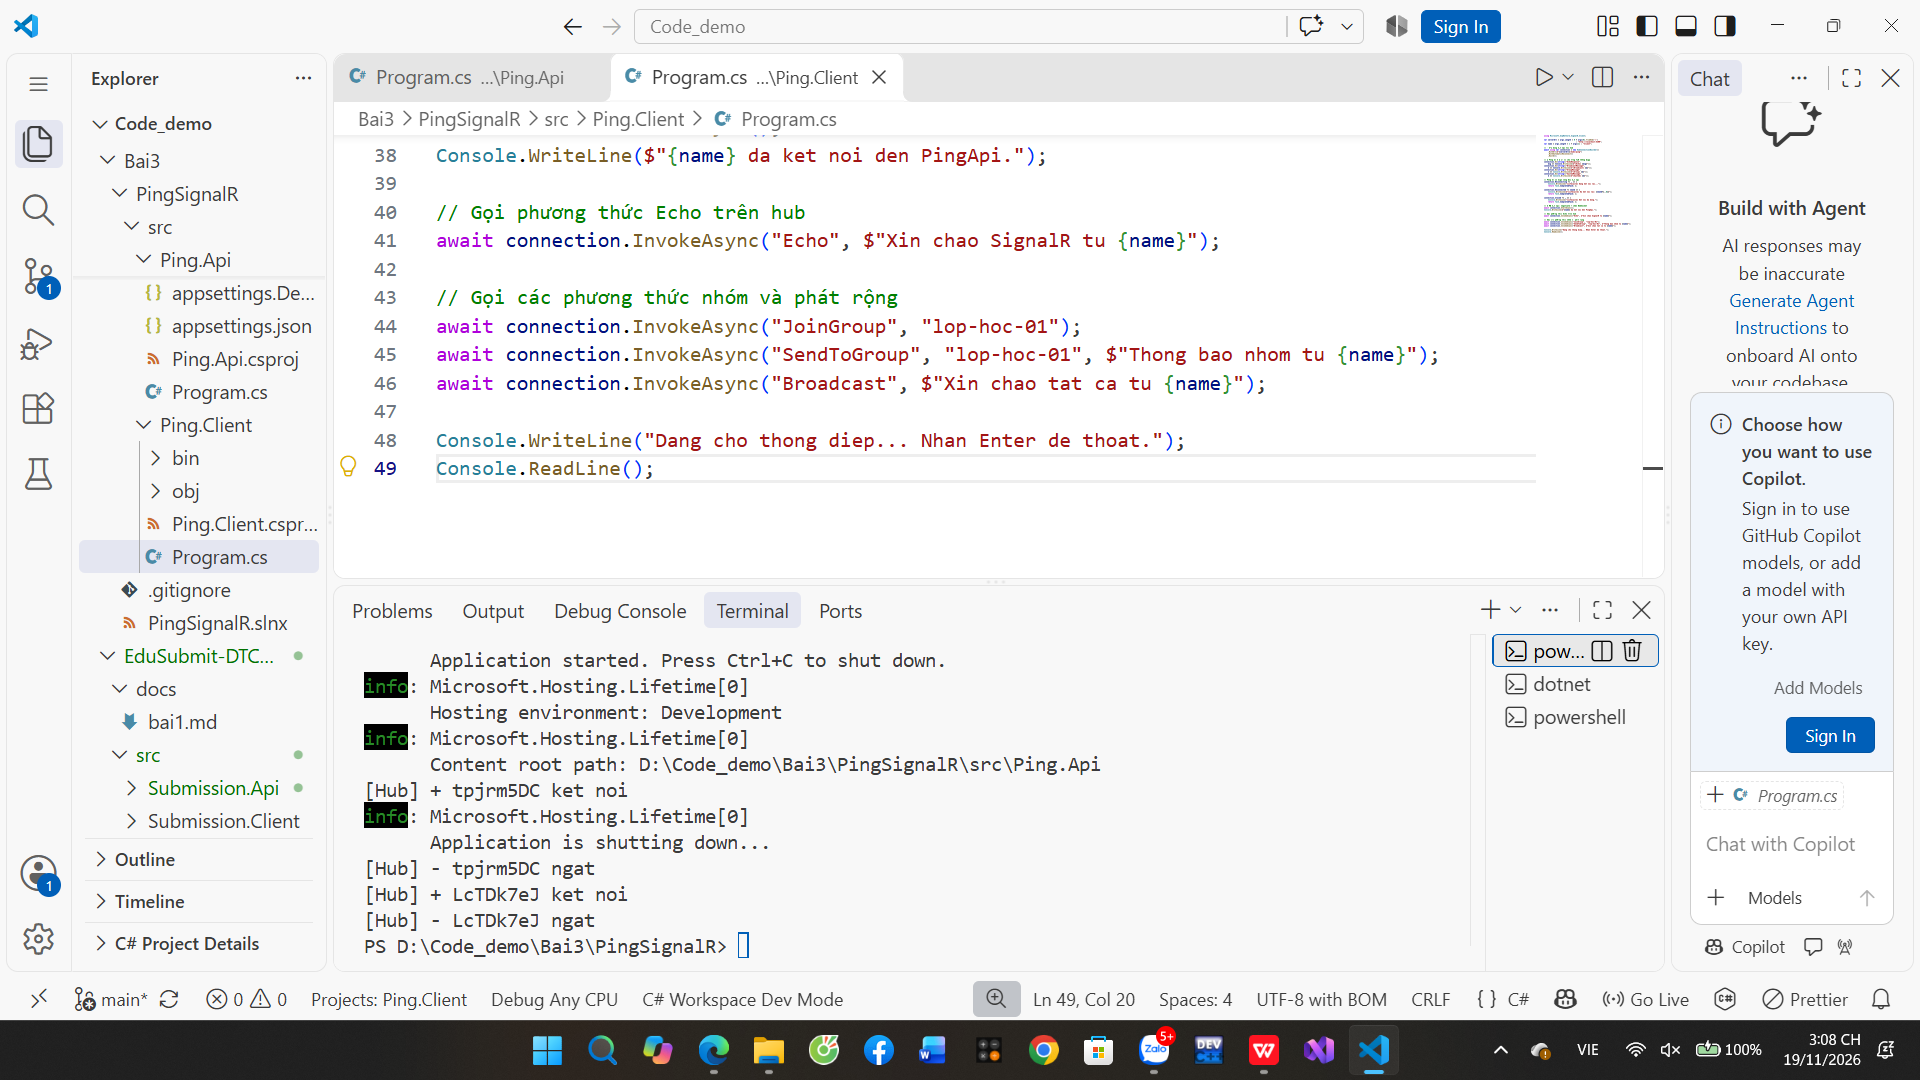 Code_demo
Sign In
Explorer
Code_demo
Bai3
PingSignalR
src
Ping.Api
appsettings.De...
appsettings.json
Ping.Api.csproj
Program.cs
Ping.Client
bin
obj
Ping.Client.cspr...
Program.cs
.gitignore
PingSignalR.slnx
EduSubmit-DTC...
docs
bai1.md
src
Submission.Api
Submission.Client
Outline
Timeline
C# Project Details
1
1
Program.cs ...\Ping.Api
Program.cs ...\Ping.Client
Bai3 > PingSignalR > src > Ping.Client > Program.cs
38 Console.WriteLine($"{name} da ket noi den PingApi.");
39
40 // Gọi phương thức Echo trên hub
41 await connection.InvokeAsync("Echo", $"Xin chao SignalR tu {name}");
42
43 // Gọi các phương thức nhóm và phát rộng
44 await connection.InvokeAsync("JoinGroup", "lop-hoc-01");
45 await connection.InvokeAsync("SendToGroup", "lop-hoc-01", $"Thong bao nhom tu {name}");
46 await connection.InvokeAsync("Broadcast", $"Xin chao tat ca tu {name}");
47
48 Console.WriteLine("Dang cho thong diep... Nhan Enter de thoat.");
49 Console.ReadLine();
Problems Output Debug Console Terminal Ports
Application started. Press Ctrl+C to shut down.
info: Microsoft.Hosting.Lifetime[0]
Hosting environment: Development
info: Microsoft.Hosting.Lifetime[0]
Content root path: D:\Code_demo\Bai3\PingSignalR\src\Ping.Api
[Hub] + tpjrm5DC ket noi
info: Microsoft.Hosting.Lifetime[0]
Application is shutting down...
[Hub] - tpjrm5DC ngat
[Hub] + LcTDk7eJ ket noi
[Hub] - LcTDk7eJ ngat
PS D:\Code_demo\Bai3\PingSignalR>
pow...
dotnet
powershell
Chat
Build with Agent
AI responses may
be inaccurate
Generate Agent
Instructions to
onboard AI onto
your codebase
Choose how
you want to use
Copilot.
Sign in to use
GitHub Copilot
models, or add
a model with
your own API
key.
Add Models
Sign In
Program.cs
Chat with Copilot
Models
Copilot
main* 0 0 Projects: Ping.Client Debug Any CPU C# Workspace Dev Mode
Ln 49, Col 20 Spaces: 4 UTF-8 with BOM CRLF { } C# Go Live Prettier
5+
Zalo
DEV
VIE
100%
3:08 CH
19/11/2026